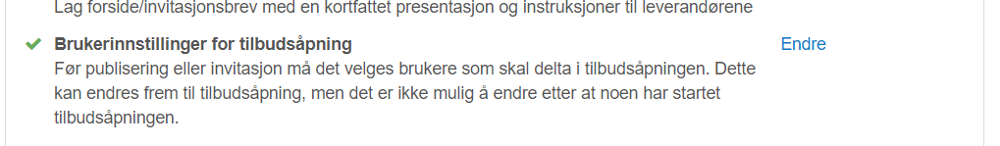 Lag forside/invitasjonsbrev med en kortfattet presentasjon og instruksjoner til leverandørene
Brukerinnstillinger for tilbudsåpning Endre
Før publisering eller invitasjon må det velges brukere som skal delta i tilbudsåpningen. Dette
kan endres frem til tilbudsåpning, men det er ikke mulig å endre etter at noen har startet
tilbudsåpningen.